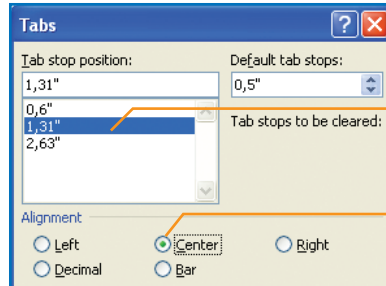 Tabs
Tab stop position:
Default tab stops:
1,31"
0,5"
0,6"
1,31"
2,63"
Tab stops to be cleared:
Alignment
Left
Center
Right
Decimal
Bar